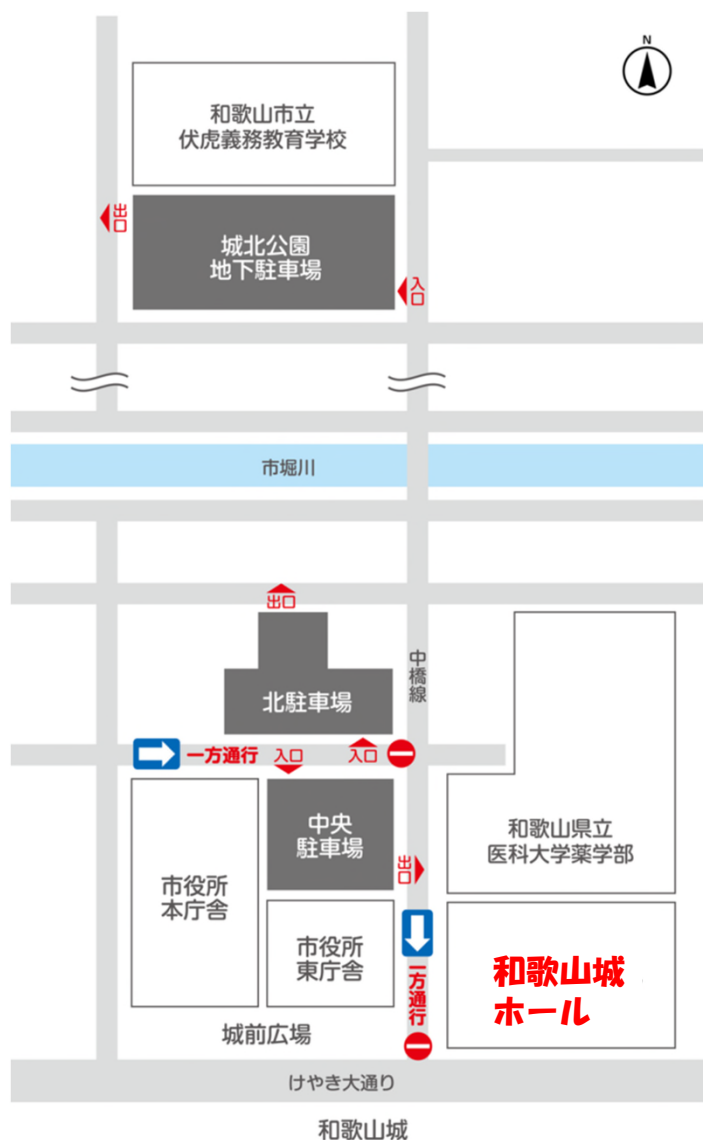 N
和歌山市立
伏虎義務教育学校
出口
城北公園
地下駐車場
入口
市堀川
出口
中橋線
北駐車場
一方通行
入口
入口
中央
駐車場
出口
和歌山県立
医科大学薬学部
市役所
本庁舎
市役所
東庁舎
一方通行
和歌山城
ホール
城前広場
けやき大通り
和歌山城